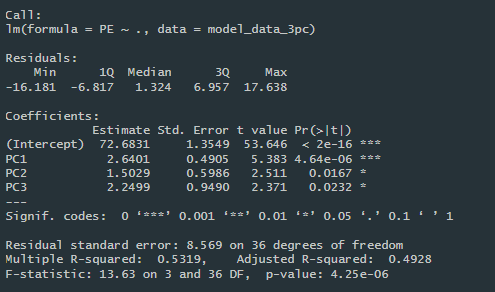 Call:
lm(formula = PE ~ ., data = model_data_3pc)
Residuals:
    Min      1Q  Median      3Q     Max
-16.181  -6.817   1.324   6.957  17.638
Coefficients:
            Estimate Std. Error t value Pr(>|t|)
(Intercept)  72.6831     1.3549  53.646  < 2e-16 ***
PC1           2.6401     0.4905   5.383 4.64e-06 ***
PC2           1.5029     0.5986   2.511   0.0167 *
PC3           2.2499     0.9490   2.371   0.0232 *
---
Signif. codes:  0 ‘***’ 0.001 ‘**’ 0.01 ‘*’ 0.05 ‘.’ 0.1 ‘ ’ 1
Residual standard error: 8.569 on 36 degrees of freedom
Multiple R-squared:  0.5319,    Adjusted R-squared:  0.4928
F-statistic: 13.63 on 3 and 36 DF,  p-value: 4.25e-06